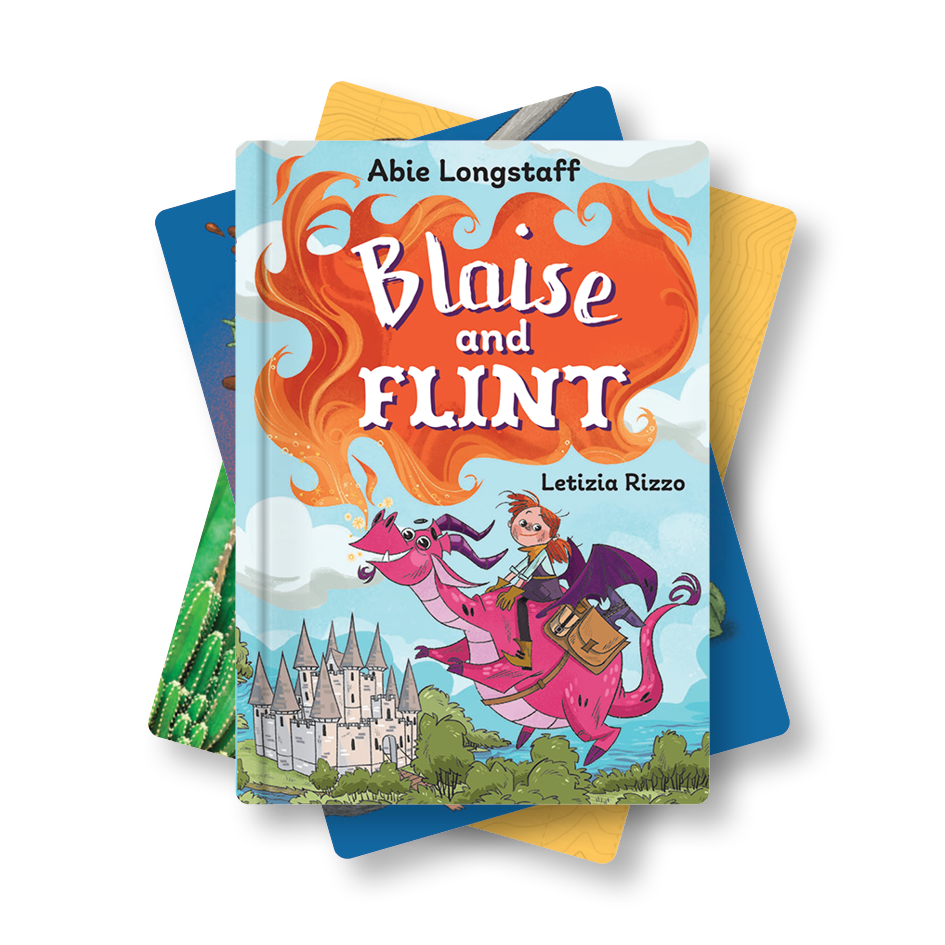 Abie Longstaff
Blaise
and
FLINT
Letizia Rizzo